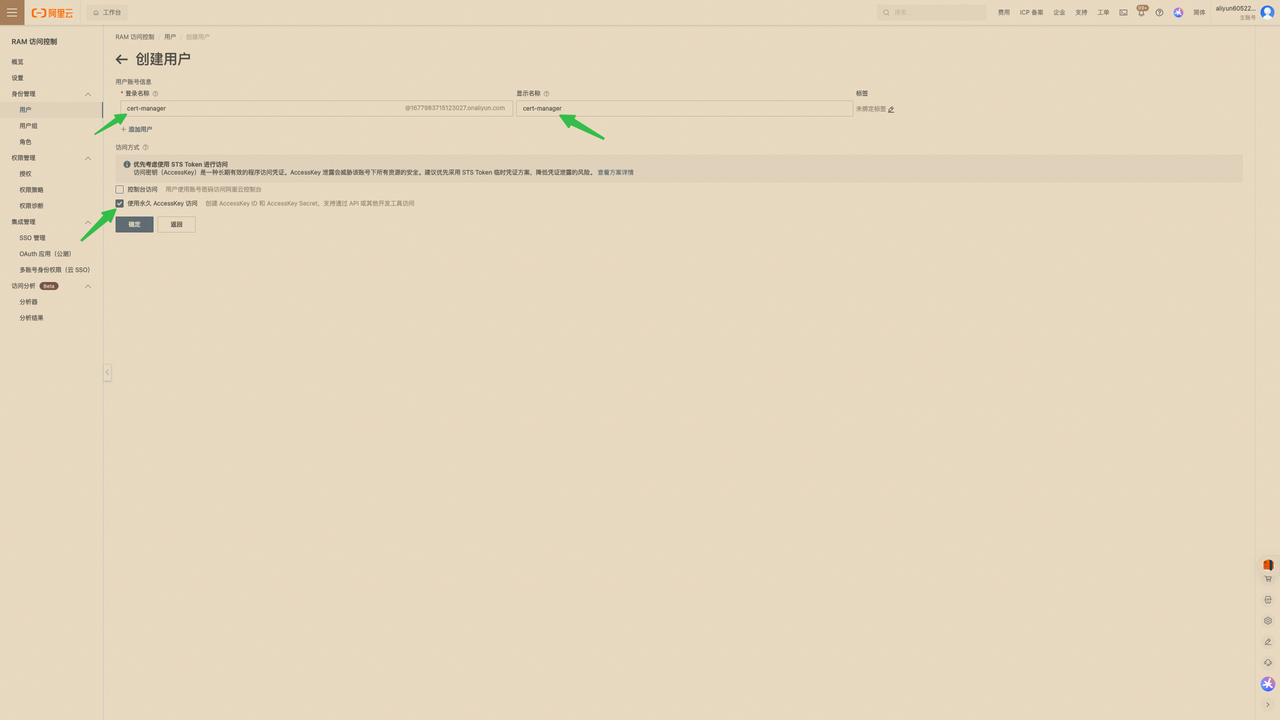 阿里云
工作台
搜索...
费用
ICP 备案
企业
支持
工单
99+
简体
aliyun60522...
主账号
RAM 访问控制
概览
设置
身份管理
用户
用户组
角色
权限管理
授权
权限策略
权限诊断
集成管理
SSO 管理
OAuth 应用（公测）
多账号身份权限（云 SSO）
访问分析 Beta
分析器
分析结果
RAM 访问控制 / 用户 / 创建用户
创建用户
用户账号信息
* 登录名称
显示名称
标签
cert-manager
@1677983715123027.onaliyun.com
cert-manager
未绑定标签
添加用户
访问方式
优先考虑使用 STS Token 进行访问
访问密钥（AccessKey）是一种长期有效的程序访问凭证。AccessKey 泄露会威胁该账号下所有资源的安全。建议优先采用 STS Token 临时凭证方案，降低凭证泄露的风险。 查看方案详情
控制台访问 用户使用账号密码访问阿里云控制台
使用永久 AccessKey 访问 创建 AccessKey ID 和 AccessKey Secret，支持通过 API 或其他开发工具访问
确定
返回